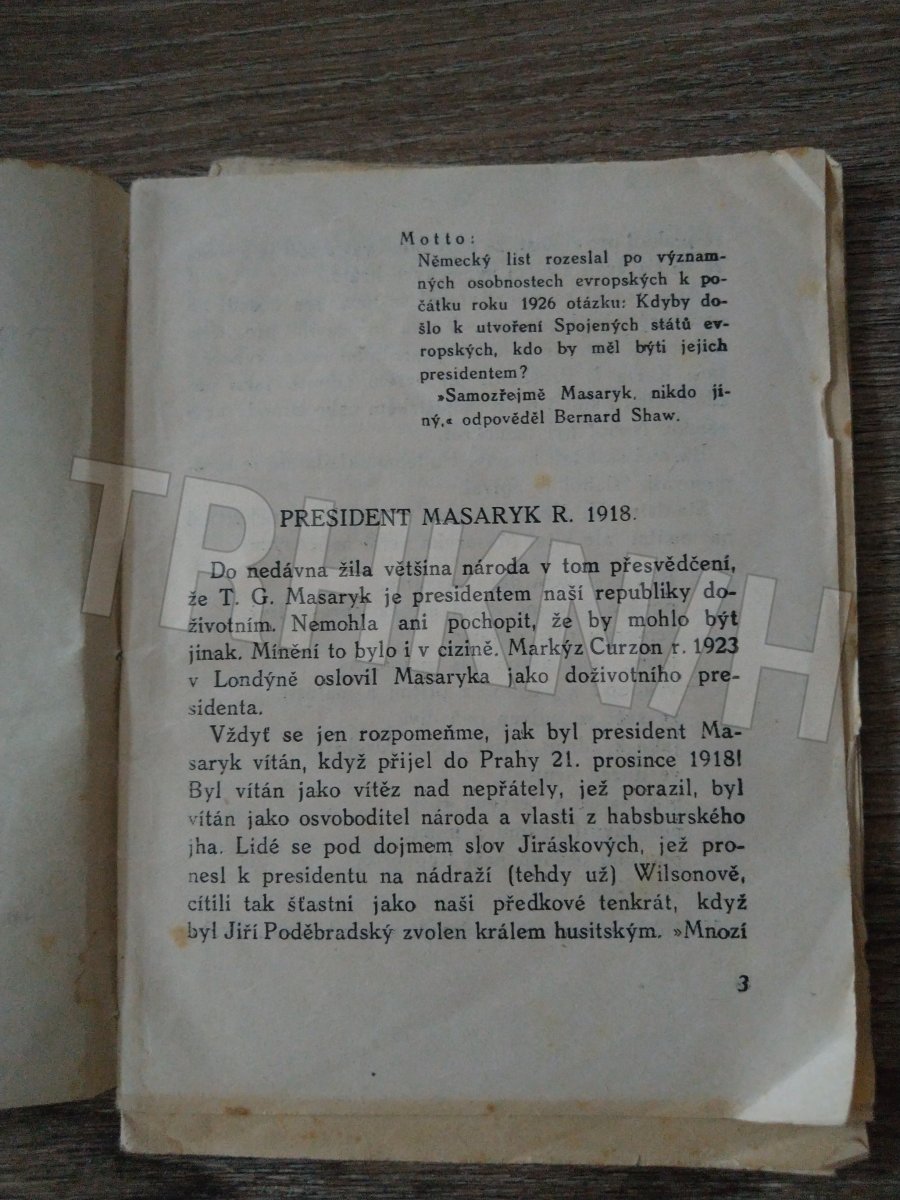 Motto:
Německý list rozeslal po význam-
ných osobnostech evropských k po-
čátku roku 1926 otázku: Kdyby do-
šlo k utvoření Spojených států ev-
ropských, kdo by měl býti jejich
presidentem?
»Samozřejmě Masaryk, nikdo ji-
ný,« odpověděl Bernard Shaw.
PRESIDENT MASARYK R. 1918.
Do nedávna žila většina národa v tom přesvědčení,
že T. G. Masaryk je presidentem naší republiky do-
životním. Nemohla ani pochopit, že by mohlo být
jinak. Mínění to bylo i v cizině. Markýz Curzon r. 1923
v Londýně oslovil Masaryka jako doživotního pre-
sidenta.
Vždyť se jen rozpomeňme, jak byl president Ma-
saryk vítán, když přijel do Prahy 21. prosince 1918!
Byl vítán jako vítěz nad nepřátely, jež porazil, byl
vítán jako osvoboditel národa a vlasti z habsburského
jha. Lidé se pod dojmem slov Jiráskových, jež pro-
nesl k presidentu na nádraží (tehdy už) Wilsonově,
cítili tak šťastni jako naši předkové tenkrát, když
byl Jiří Poděbradský zvolen králem husitským. »Mnozí
3
TRHKNIH